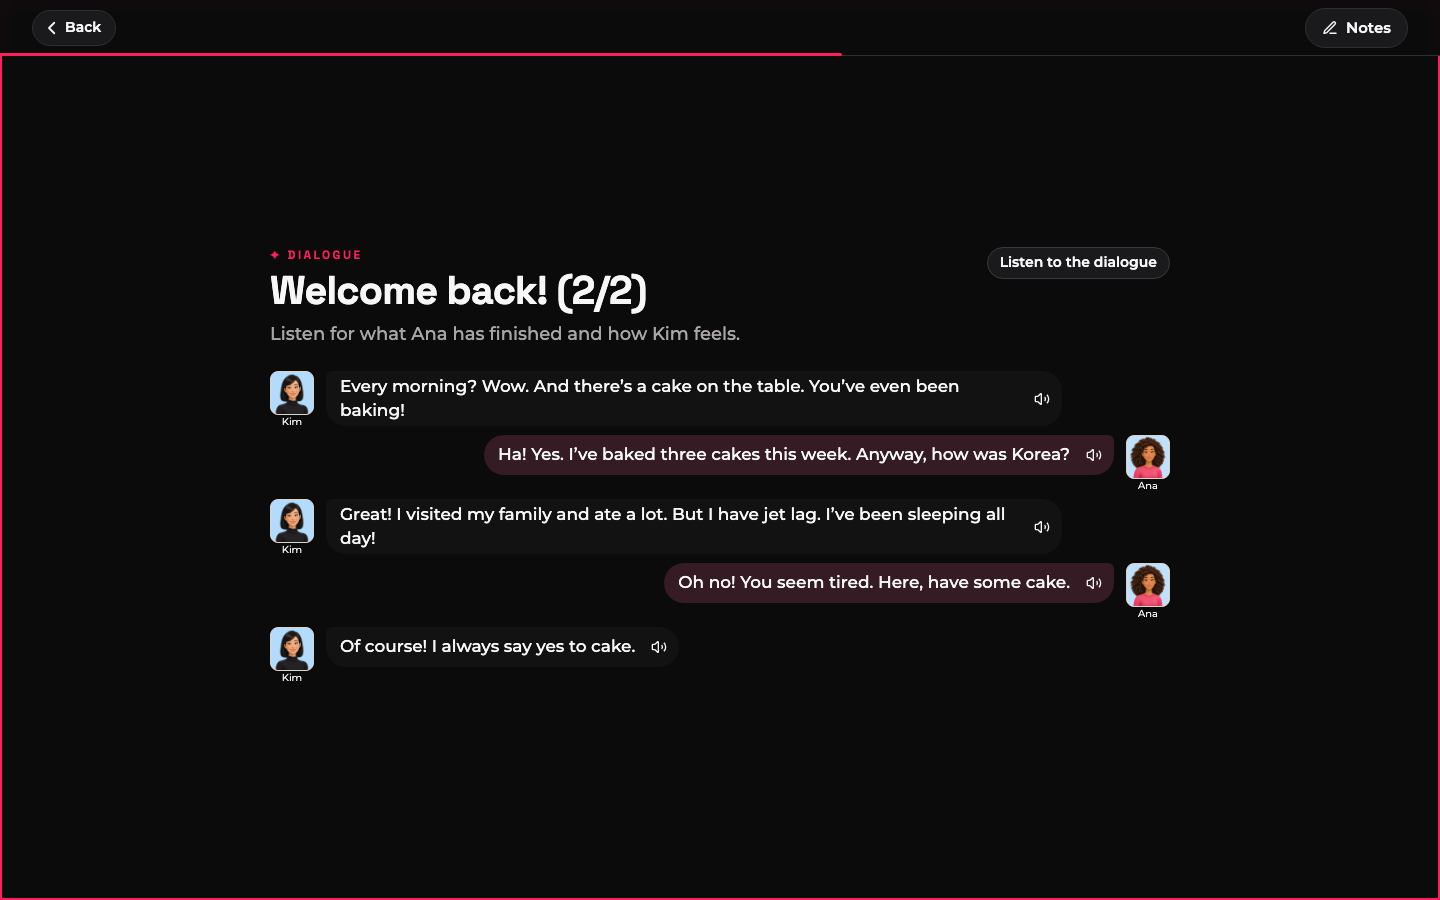 Back
Notes
DIALOGUE
Welcome back! (2/2)
Listen to the dialogue
Listen for what Ana has finished and how Kim feels.
Every morning? Wow. And there’s a cake on the table. You’ve even been
baking!
Kim
Ha! Yes. I’ve baked three cakes this week. Anyway, how was Korea?
Ana
Great! I visited my family and ate a lot. But I have jet lag. I’ve been sleeping all
day!
Kim
Oh no! You seem tired. Here, have some cake.
Ana
Of course! I always say yes to cake.
Kim